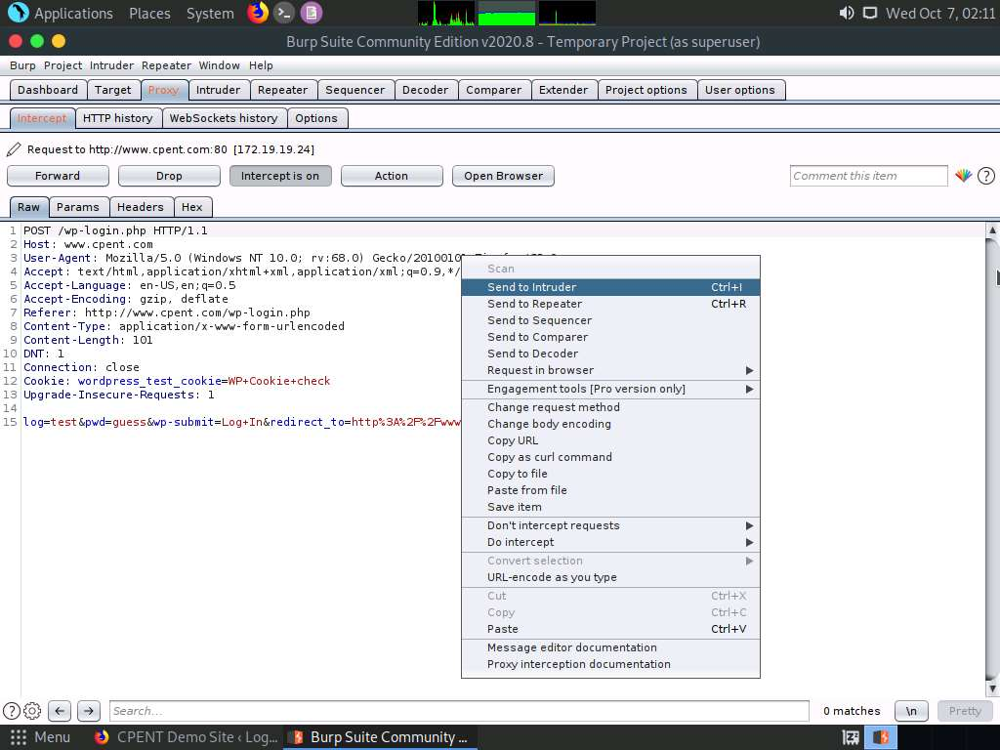 Applications Places System Wed Oct 7, 02:11
Burp Suite Community Edition v2020.8 - Temporary Project (as superuser)
Burp Project Intruder Repeater Window Help
Dashboard Target Proxy Intruder Repeater Sequencer Decoder Comparer Extender Project options User options
Intercept HTTP history WebSockets history Options
Request to http://www.cpent.com:80 [172.19.19.24]
Forward Drop Intercept is on Action Open Browser Comment this item ?
Raw Params Headers Hex
1 POST /wp-login.php HTTP/1.1
2 Host: www.cpent.com
3 User-Agent: Mozilla/5.0 (Windows NT 10.0; rv:68.0)
4 Accept: text/html,application/xhtml+xml,application/xml;q=0.9,*/
5 Accept-Language: en-US,en;q=0.5
6 Accept-Encoding: gzip, deflate
7 Referer: http://www.cpent.com/wp-login.php
8 Content-Type: application/x-www-form-urlencoded
9 Content-Length: 101
10 DNT: 1
11 Connection: close
12 Cookie: wordpress_test_cookie=WP+Cookie+check
13 Upgrade-Insecure-Requests: 1
14
15 log=test&pwd=guess&wp-submit=Log+In&redirect_to=http%3A%2F%2Fwww
Scan
Send to Intruder Ctrl+I
Send to Repeater Ctrl+R
Send to Sequencer
Send to Comparer
Send to Decoder
Request in browser
Engagement tools [Pro version only]
Change request method
Change body encoding
Copy URL
Copy as curl command
Copy to file
Paste from file
Save item
Don't intercept requests
Do intercept
Convert selection
URL-encode as you type
Cut Ctrl+X
Copy Ctrl+C
Paste Ctrl+V
Message editor documentation
Proxy interception documentation
? Search... 0 matches \n Pretty
Menu CPENT Demo Site ‹ Log... Burp Suite Community ...